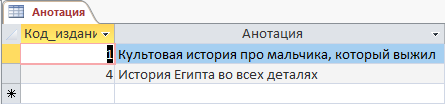 Анотация
Код_издани Анотация
1 Культовая история про мальчика, который выжил
4 История Египта во всех деталях